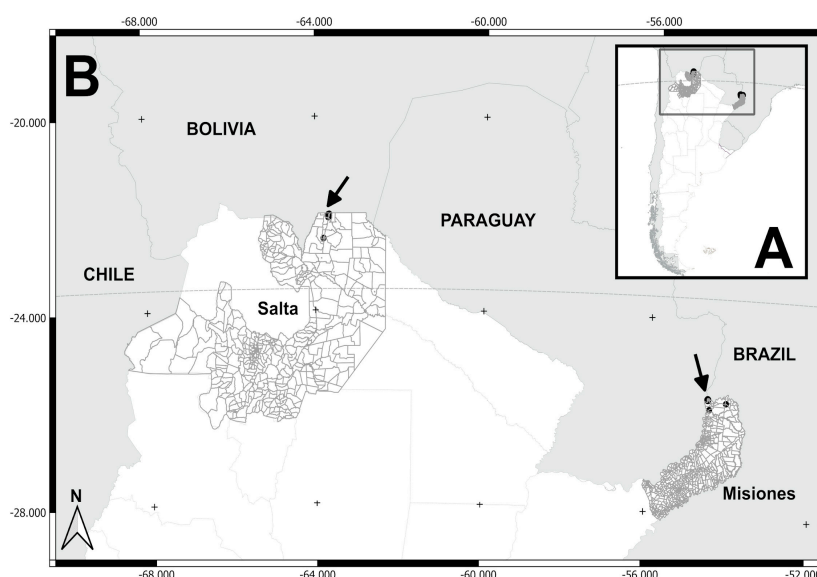 -68.000 -64.000 -60.000 -56.000
B
A
-20.000
BOLIVIA
PARAGUAY
CHILE
Salta
-24.000
BRAZIL
Misiones
-28.000
N
-68.000 -64.000 -60.000 -56.000 -52.000